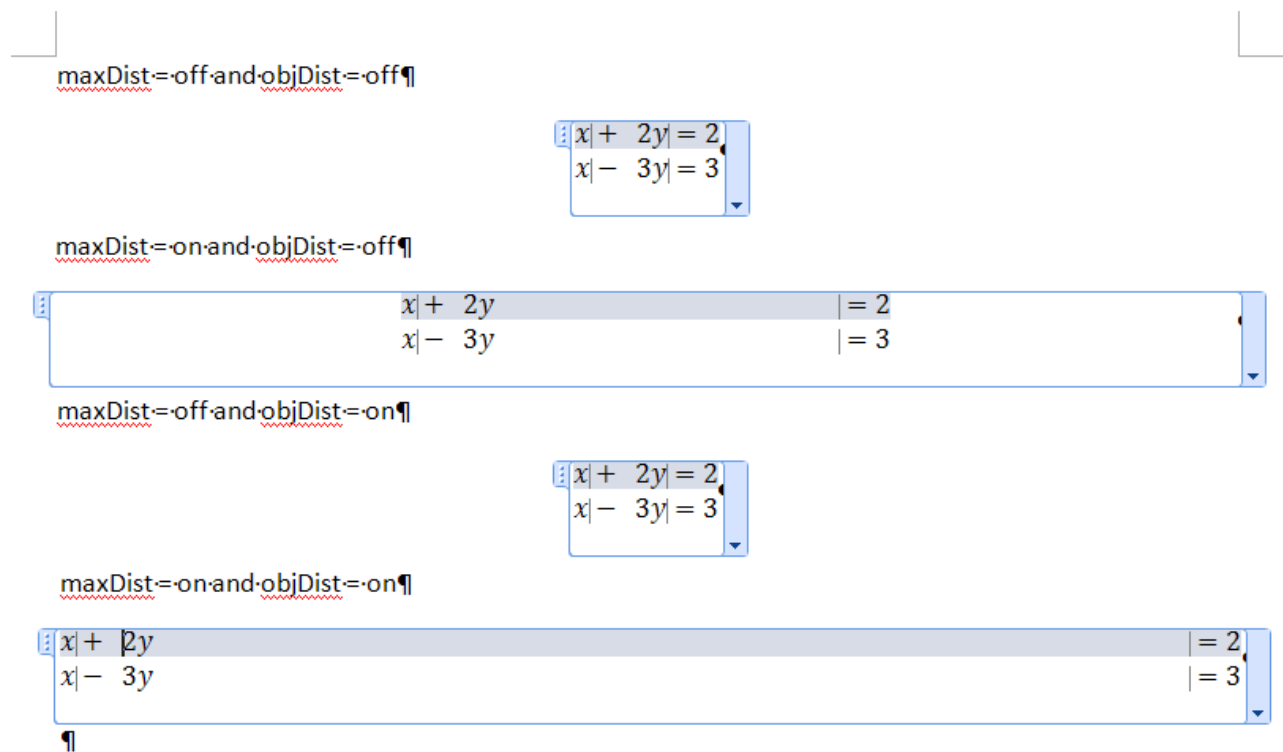 maxDist·=·off·and·objDist·=·off¶
x|+ 2y|= 2
x|− 3y|= 3
maxDist·=·on·and·objDist·=·off¶
x|+ 2y |= 2
x|− 3y |= 3
maxDist·=·off·and·objDist·=·on¶
x|+ 2y|= 2
x|− 3y|= 3
maxDist·=·on·and·objDist·=·on¶
x|+ 2y |= 2
x|− 3y |= 3
¶